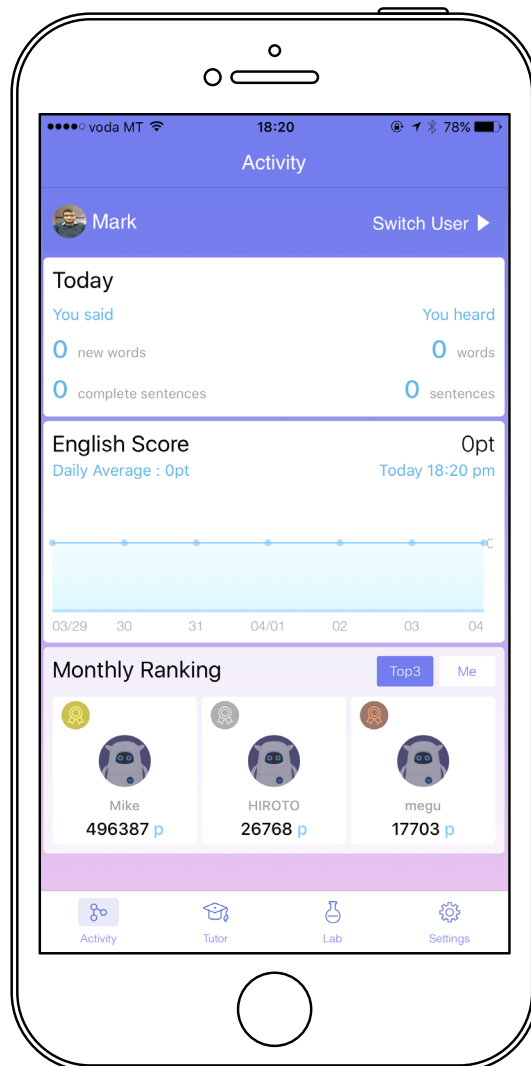 voda MT 18:20 78%
Activity
Mark Switch User
Today
You said You heard
0 new words 0 words
0 complete sentences 0 sentences
English Score 0pt
Daily Average : 0pt Today 18:20 pm
03/29 30 31 04/01 02 03 04
Monthly Ranking Top3 Me
Mike HIROTO megu
496387 p 26768 p 17703 p
Activity Tutor Lab Settings